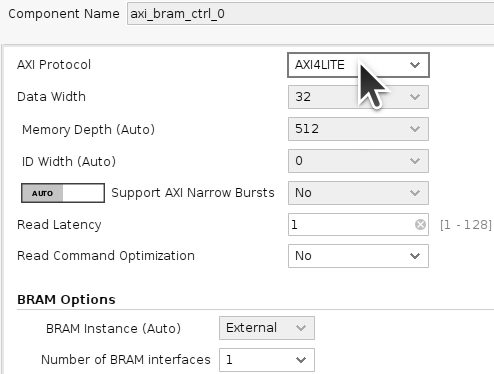 Component Name axi_bram_ctrl_0
AXI Protocol AXI4LITE
Data Width 32
Memory Depth (Auto) 512
ID Width (Auto) 0
AUTO Support AXI Narrow Bursts No
Read Latency 1 [1 - 128]
Read Command Optimization No
BRAM Options
BRAM Instance (Auto) External
Number of BRAM interfaces 1